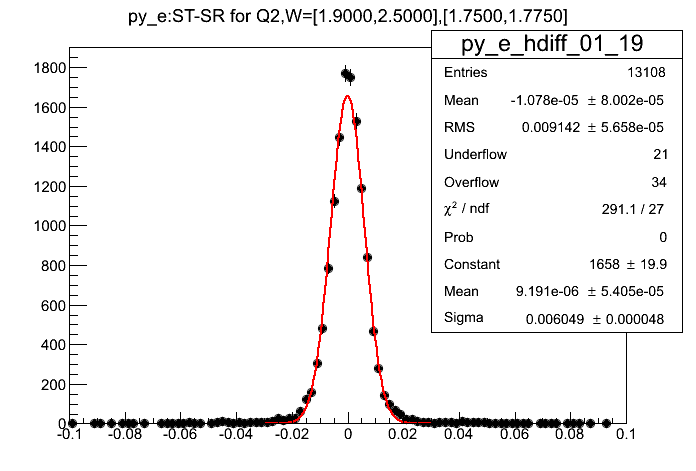 py_e:ST-SR for Q2,W=[1.9000,2.5000],[1.7500,1.7750]
py_e_hdiff_01_19
Entries 13108
Mean -1.078e-05 ± 8.002e-05
RMS 0.009142 ± 5.658e-05
Underflow 21
Overflow 34
χ² / ndf 291.1 / 27
Prob 0
Constant 1658 ± 19.9
Mean 9.191e-06 ± 5.405e-05
Sigma 0.006049 ± 0.000048
1800
1600
1400
1200
1000
800
600
400
200
0
-0.1 -0.08 -0.06 -0.04 -0.02 0 0.02 0.04 0.06 0.08 0.1